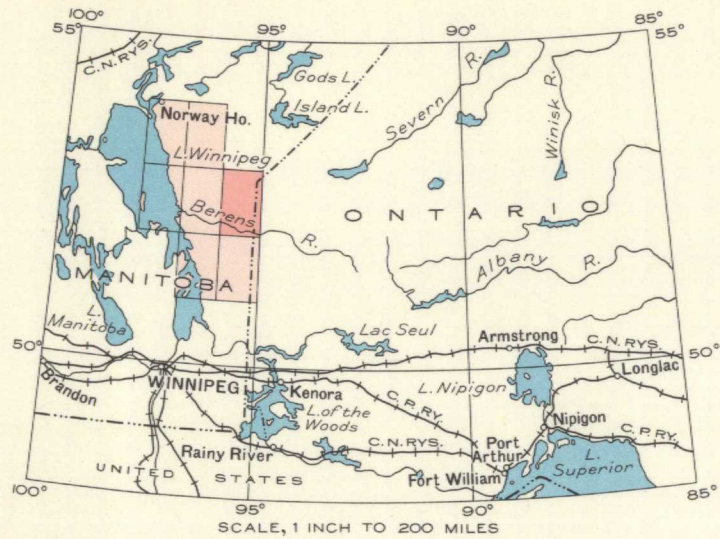 100°
95°
90°
85°
55°
55°
C.N.RYS.
Gods L.
Island L.
Severn R.
Winisk R.
Norway Ho.
L.Winnipeg
Berens R.
ONTARIO
MANITOBA
Albany R.
L.
Manitoba
Lac Seul
Armstrong
C.N.RYS.
50°
50°
Brandon
WINNIPEG
Kenora
L.of the
Woods
C.P.RY.
L.Nipigon
Longlac
Nipigon
C.P.RY.
Rainy River
C.N.RYS.
Port
Arthur
Fort William
L.
Superior
UNITED STATES
100°
95°
90°
85°
SCALE, 1 INCH TO 200 MILES